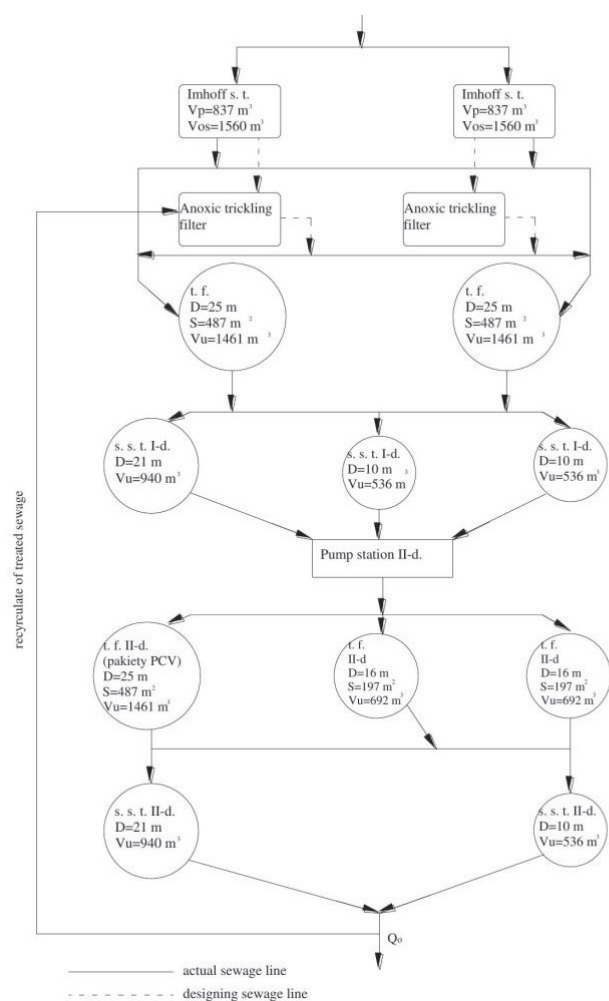 Imhoff s. t.
Vp=837 m³
Vos=1560 m³
Imhoff s. t.
Vp=837 m³
Vos=1560 m³
Anoxic trickling
filter
Anoxic trickling
filter
t. f.
D=25 m
S=487 m²
Vu=1461 m³
t. f.
D=25 m
S=487 m²
Vu=1461 m³
s. s. t. I-d.
D=21 m
Vu=940 m³
s. s. t. I-d.
D=10 m
Vu=536 m³
s. s. t. I-d.
D=10 m
Vu=536 m³
Pump station II-d.
recyrculate of treated sewage
t. f. II-d.
(pakiety PCV)
D=25 m
S=487 m²
Vu=1461 m³
t. f.
II-d
D=16 m
S=197 m²
Vu=692 m³
t. f.
II-d
D=16 m
S=197 m²
Vu=692 m³
s. s. t. II-d.
D=21 m
Vu=940 m³
s. s. t. II-d.
D=10 m
Vu=536 m³
Qo
actual sewage line
designing sewage line